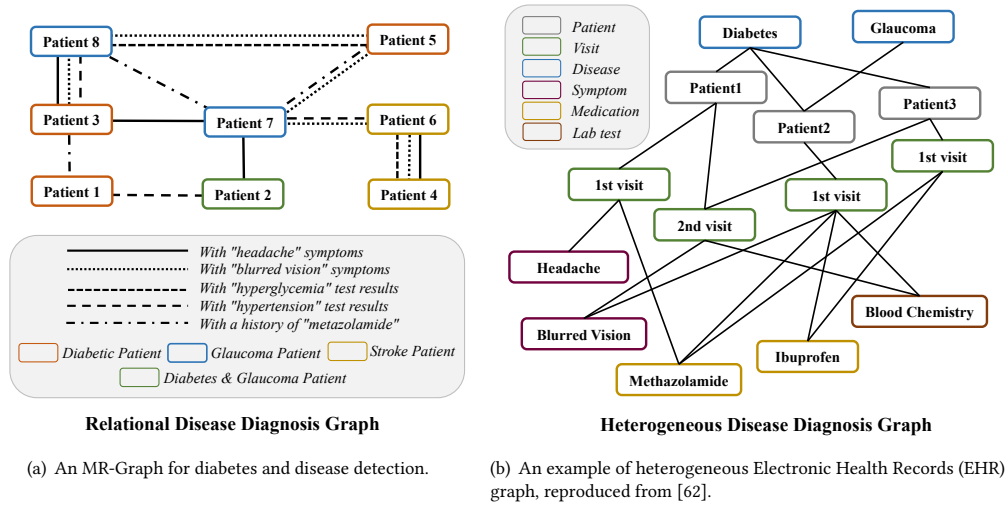 Patient 8
Patient 5
Patient 3
Patient 7
Patient 6
Patient 1
Patient 2
Patient 4
With "headache" symptoms
With "blurred vision" symptoms
With "hyperglycemia" test results
With "hypertension" test results
With a history of "metazolamide"
Diabetic Patient
Glaucoma Patient
Stroke Patient
Diabetes & Glaucoma Patient
Relational Disease Diagnosis Graph
(a) An MR-Graph for diabetes and disease detection.
Patient
Visit
Disease
Symptom
Medication
Lab test
Diabetes
Glaucoma
Patient1
Patient2
Patient3
1st visit
2nd visit
1st visit
1st visit
Headache
Blurred Vision
Methazolamide
Ibuprofen
Blood Chemistry
Heterogeneous Disease Diagnosis Graph
(b) An example of heterogeneous Electronic Health Records (EHR)
graph, reproduced from [62].